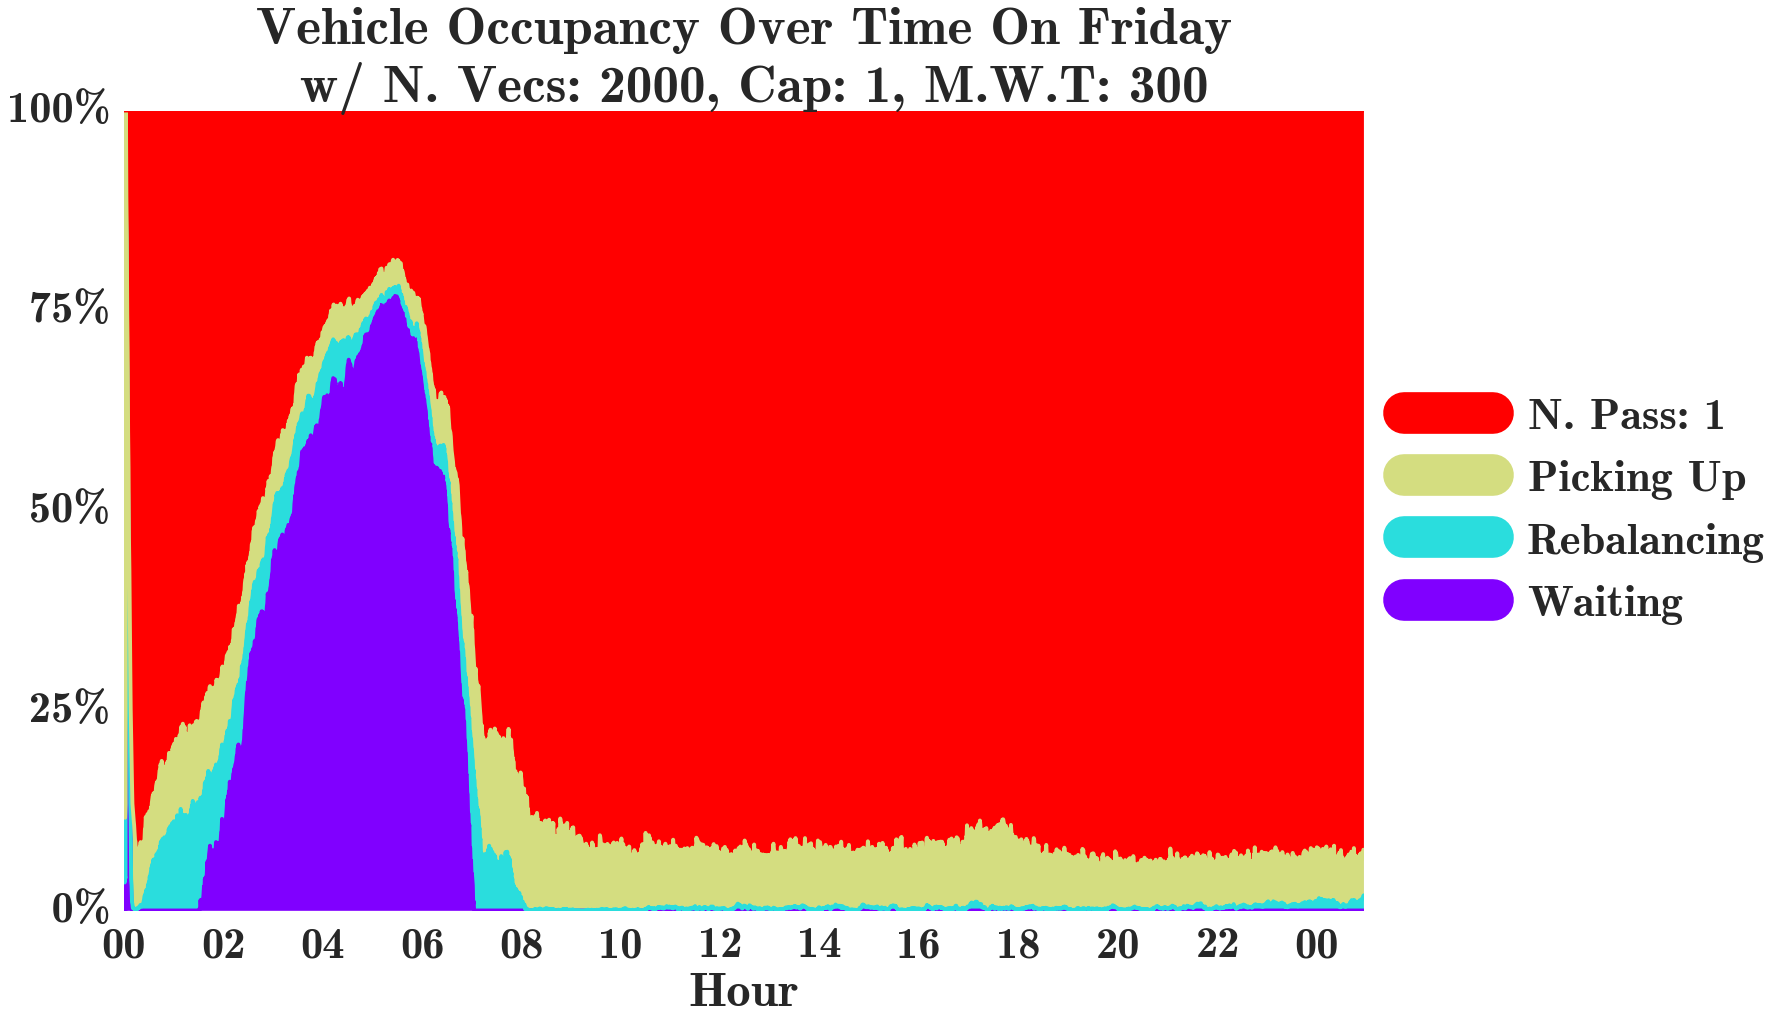 Vehicle Occupancy Over Time On Friday
w/ N. Vecs: 2000, Cap: 1, M.W.T: 300
100%
75%
50%
25%
0%
00 02 04 06 08 10 12 14 16 18 20 22 00
Hour
N. Pass: 1
Picking Up
Rebalancing
Waiting